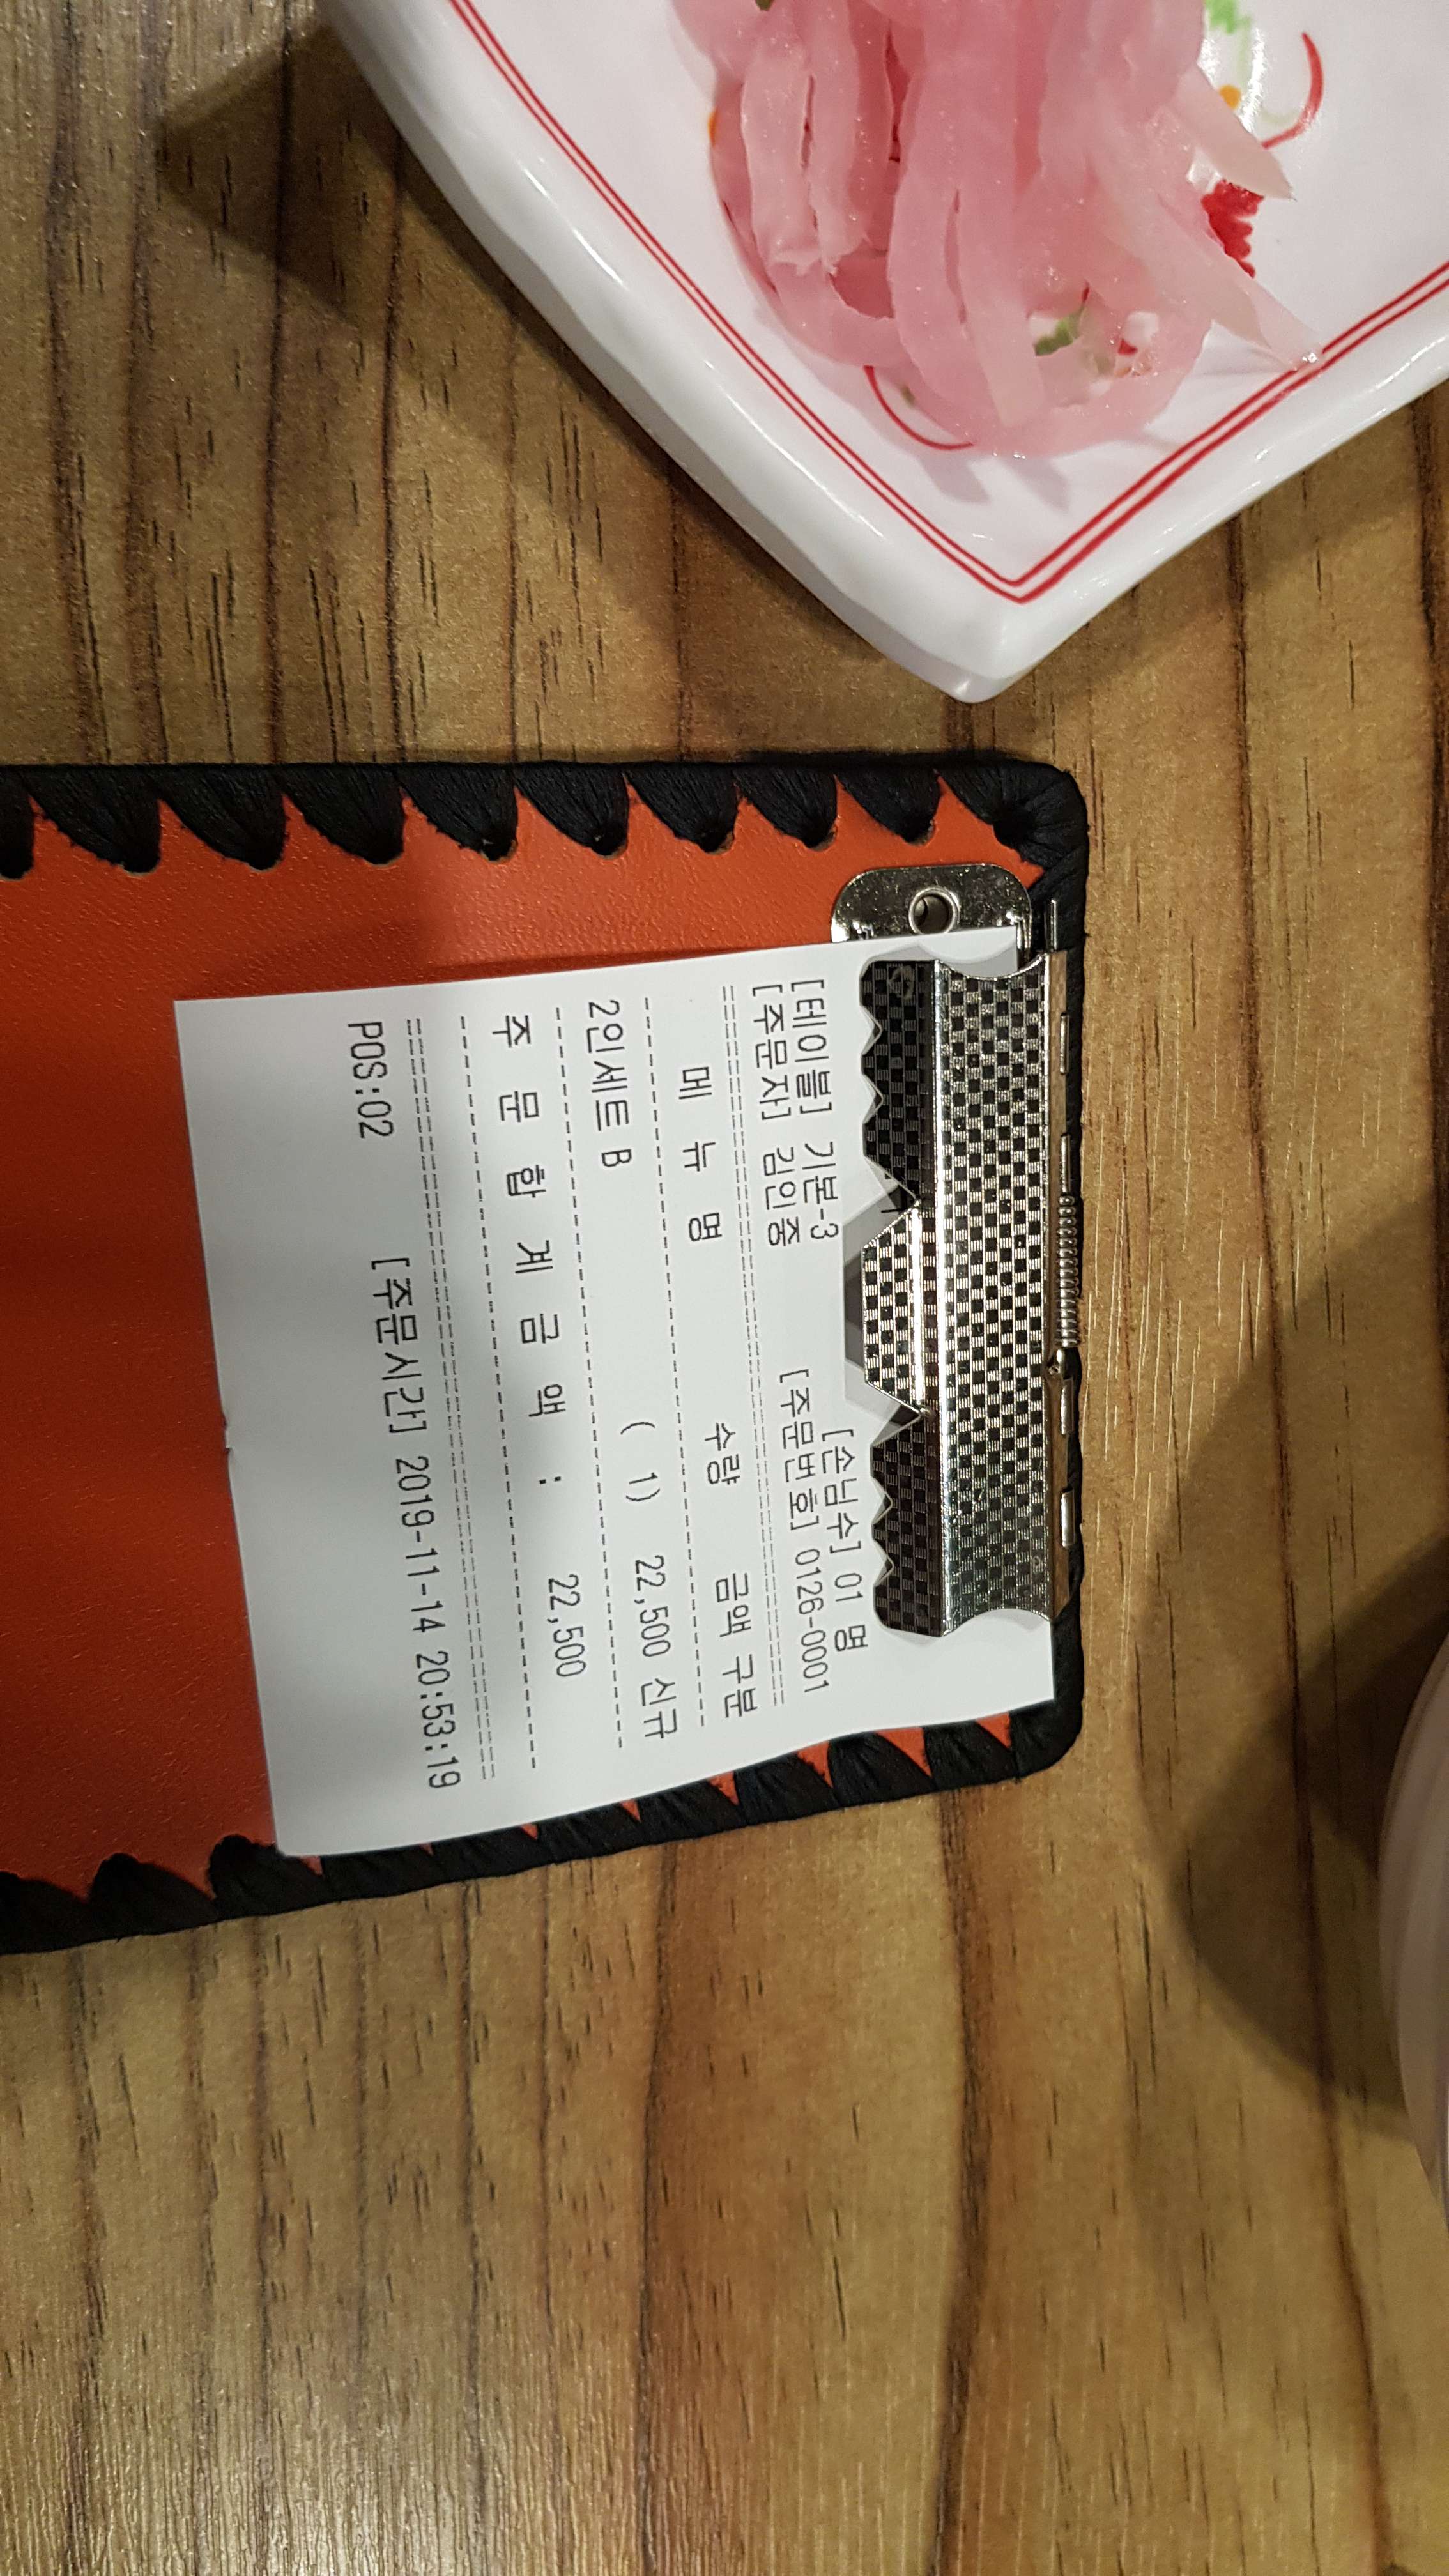 [테이블] 기본-3 [손님수] 01 명
[주문자] 김인중 [주문번호] 0126-0001
========================================
메 뉴 명 수량 금액 구분
----------------------------------------
2인세트 B ( 1) 22,500 신규
----------------------------------------
주 문 합 계 금 액 : 22,500
----------------------------------------
========================================
POS:02 [주문시간] 2019-11-14 20:53:19